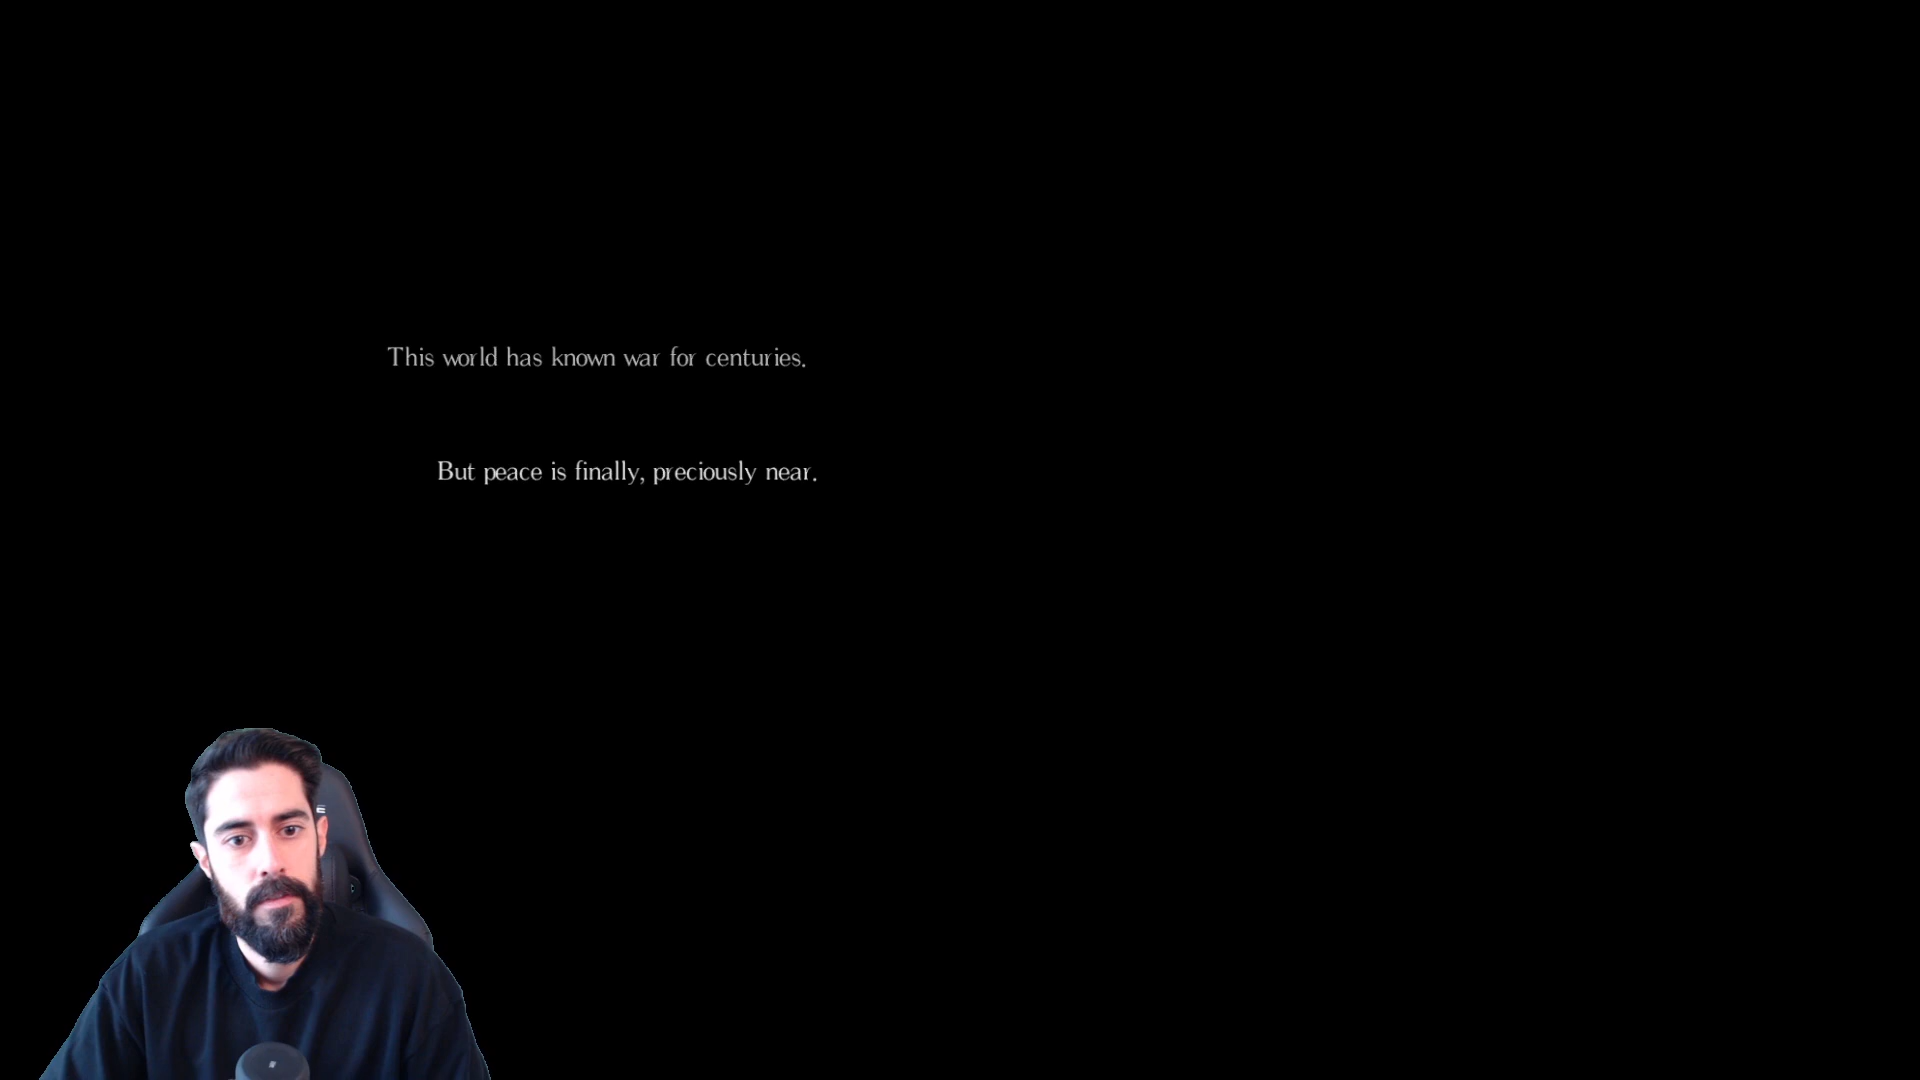 This world has known war for centuries.
But peace is finally, preciously near.